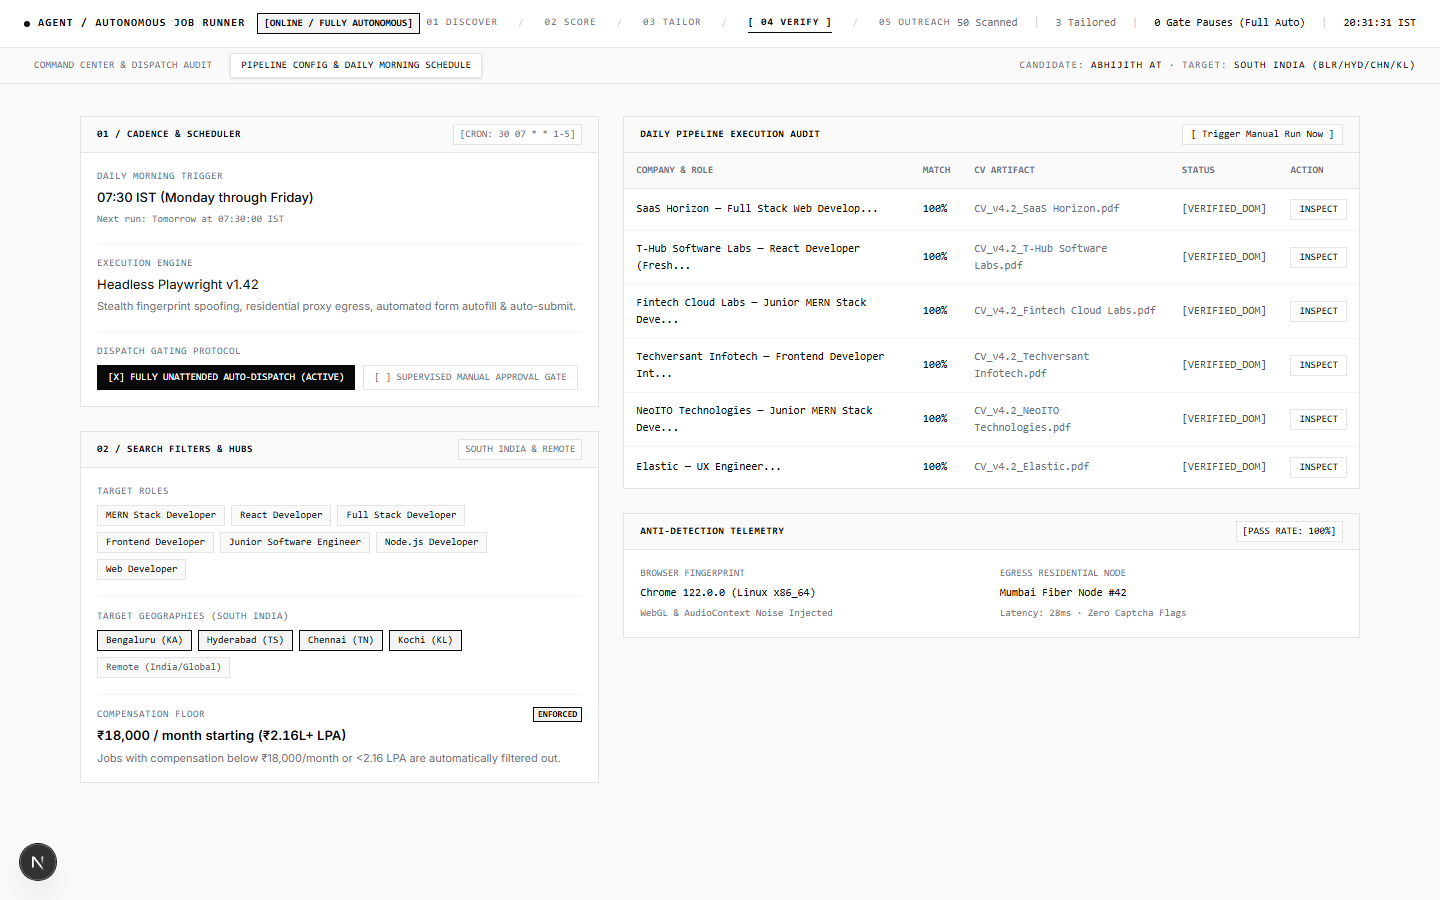 AGENT / AUTONOMOUS JOB RUNNER [ONLINE / FULLY AUTONOMOUS] 01 DISCOVER / 02 SCORE / 03 TAILOR / [ 04 VERIFY ] / 05 OUTREACH 50 Scanned | 3 Tailored | 0 Gate Pauses (Full Auto) | 20:31:31 IST
COMMAND CENTER & DISPATCH AUDIT PIPELINE CONFIG & DAILY MORNING SCHEDULE CANDIDATE: ABHIJITH AT · TARGET: SOUTH INDIA (BLR/HYD/CHN/KL)
01 / CADENCE & SCHEDULER [CRON: 30 07 * * 1-5]
DAILY MORNING TRIGGER
07:30 IST (Monday through Friday)
Next run: Tomorrow at 07:30:00 IST
EXECUTION ENGINE
Headless Playwright v1.42
Stealth fingerprint spoofing, residential proxy egress, automated form autofill & auto-submit.
DISPATCH GATING PROTOCOL
[X] FULLY UNATTENDED AUTO-DISPATCH (ACTIVE) [ ] SUPERVISED MANUAL APPROVAL GATE
02 / SEARCH FILTERS & HUBS SOUTH INDIA & REMOTE
TARGET ROLES
MERN Stack Developer React Developer Full Stack Developer
Frontend Developer Junior Software Engineer Node.js Developer
Web Developer
TARGET GEOGRAPHIES (SOUTH INDIA)
Bengaluru (KA) Hyderabad (TS) Chennai (TN) Kochi (KL)
Remote (India/Global)
COMPENSATION FLOOR ENFORCED
₹18,000 / month starting (₹2.16L+ LPA)
Jobs with compensation below ₹18,000/month or <2.16 LPA are automatically filtered out.
DAILY PIPELINE EXECUTION AUDIT [ Trigger Manual Run Now ]
COMPANY & ROLE MATCH CV ARTIFACT STATUS ACTION
SaaS Horizon — Full Stack Web Develop... 100% CV_v4.2_SaaS Horizon.pdf [VERIFIED_DOM] INSPECT
T-Hub Software Labs — React Developer
(Fresh... 100% CV_v4.2_T-Hub Software
Labs.pdf [VERIFIED_DOM] INSPECT
Fintech Cloud Labs — Junior MERN Stack
Deve... 100% CV_v4.2_Fintech Cloud Labs.pdf [VERIFIED_DOM] INSPECT
Techversant Infotech — Frontend Developer
Int... 100% CV_v4.2_Techversant
Infotech.pdf [VERIFIED_DOM] INSPECT
NeoITO Technologies — Junior MERN Stack
Deve... 100% CV_v4.2_NeoITO
Technologies.pdf [VERIFIED_DOM] INSPECT
Elastic — UX Engineer... 100% CV_v4.2_Elastic.pdf [VERIFIED_DOM] INSPECT
ANTI-DETECTION TELEMETRY [PASS RATE: 100%]
BROWSER FINGERPRINT EGRESS RESIDENTIAL NODE
Chrome 122.0.0 (Linux x86_64) Mumbai Fiber Node #42
WebGL & AudioContext Noise Injected Latency: 28ms · Zero Captcha Flags
N